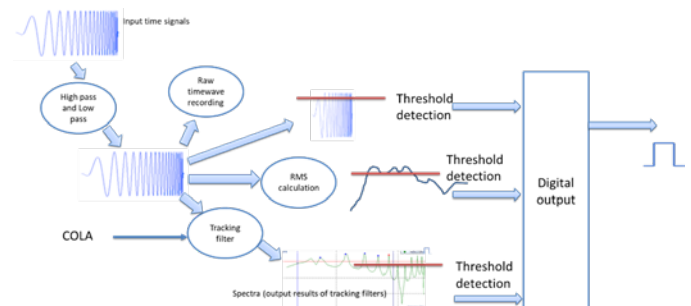 Input time signals
High pass
and Low
pass
Raw
timewave
recording
Threshold
detection
RMS
calculation
Threshold
detection
Digital
output
COLA
Tracking
filter
Threshold
detection
Spectra (output results of tracking filters)